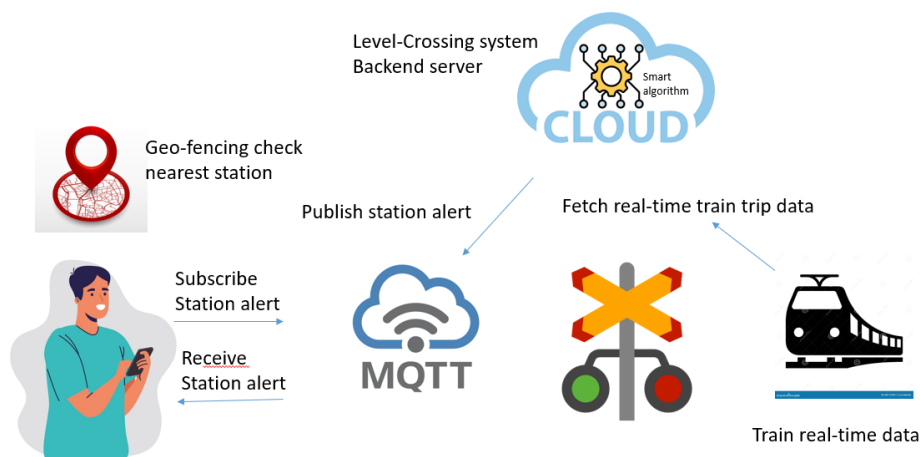 Level-Crossing system
Backend server
Smart
algorithm
CLOUD
Geo-fencing check
nearest station
Publish station alert
Fetch real-time train trip data
Subscribe
Station alert
Receive
Station alert
MQTT
Train real-time data